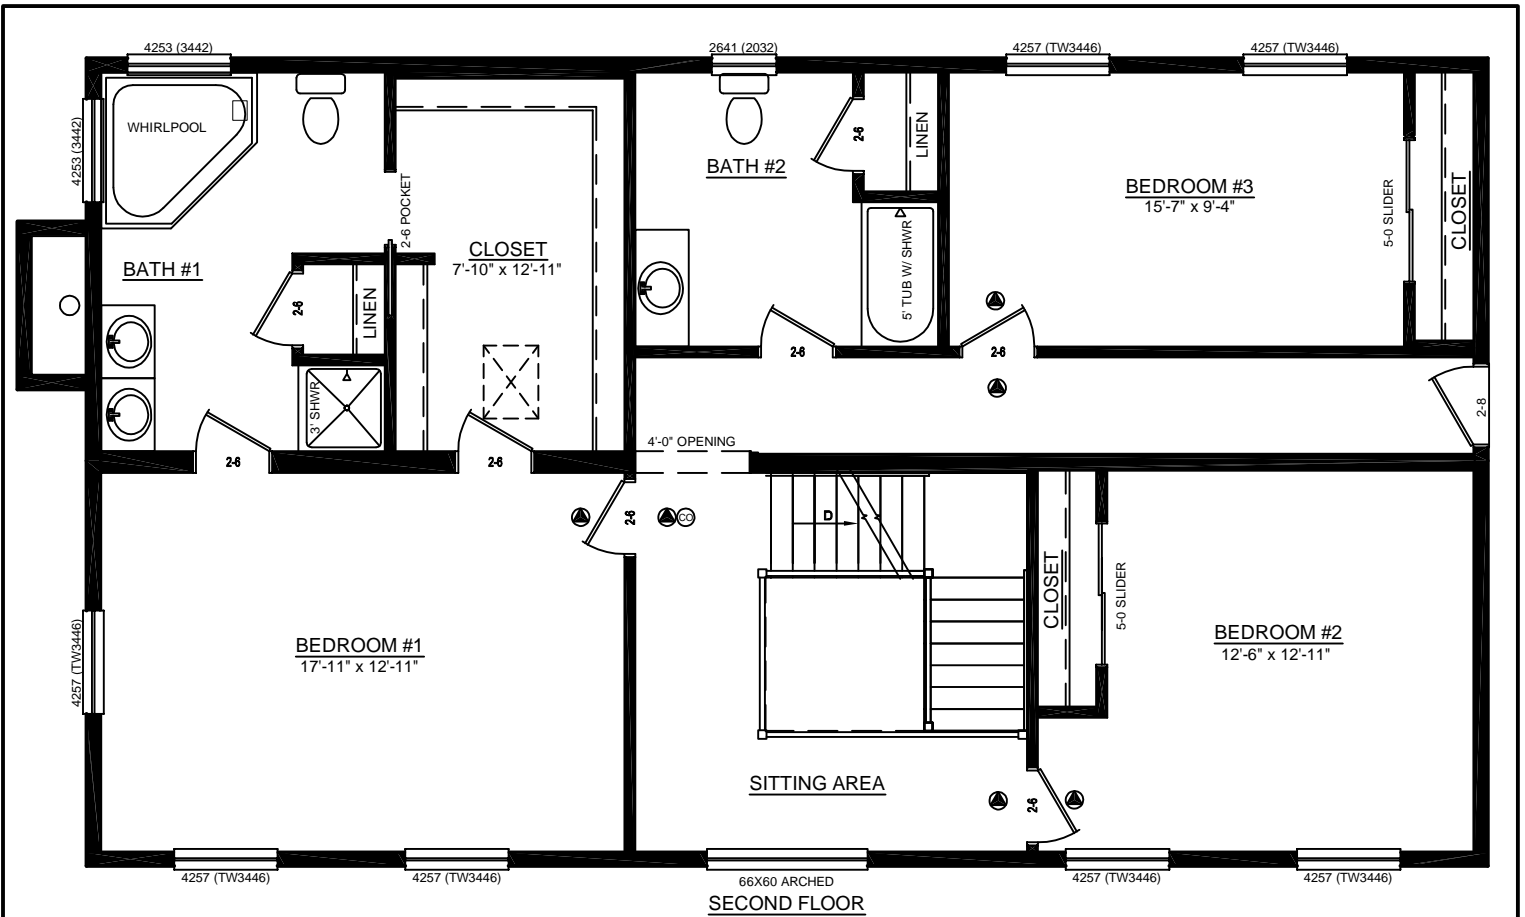 4253 (3442)
2641 (2032)
4257 (TW3446)
4257 (TW3446)
4253 (3442)
WHIRLPOOL
2-6
LINEN
BATH #2
BEDROOM #3
15'-7" x 9'-4"
5-0 SLIDER
CLOSET
2-6 POCKET
CLOSET
7'-10" x 12'-11"
BATH #1
2-6
LINEN
5' TUB W/ SHWR
2-6
2-6
3' SHWR
2-8
4'-0" OPENING
2-6
2-6
2-6
CO
D
CLOSET
5-0 SLIDER
BEDROOM #1
17'-11" x 12'-11"
BEDROOM #2
12'-6" x 12'-11"
4257 (TW3446)
SITTING AREA
2-6
4257 (TW3446)
4257 (TW3446)
66X60 ARCHED
4257 (TW3446)
4257 (TW3446)
SECOND FLOOR